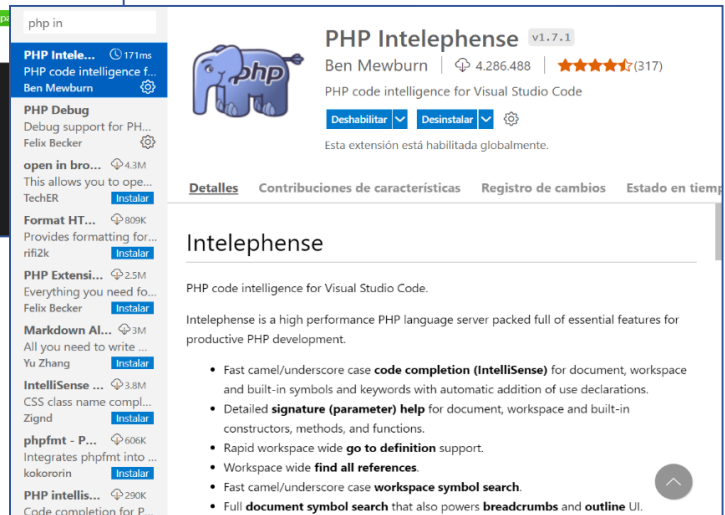 php in
PHP Intele... 171ms
PHP code intelligence f...
Ben Mewburn
PHP Debug
Debug support for PH...
Felix Becker
open in bro... 4.3M
This allows you to ope...
TechER Instalar
Format HT... 809K
Provides formatting for...
rifi2k Instalar
PHP Extensi... 2.5M
Everything you need fo...
Felix Becker Instalar
Markdown Al... 3M
All you need to write ...
Yu Zhang Instalar
IntelliSense ... 3.8M
CSS class name compl...
Zignd Instalar
phpfmt - P... 606K
Integrates phpfmt into ...
kokororin Instalar
PHP intellis... 290K
Code completion for P...
php
PHP Intelephense v1.7.1
Ben Mewburn 4.286.488 (317)
PHP code intelligence for Visual Studio Code
Deshabilitar Desinstalar
Esta extensión está habilitada globalmente.
Detalles Contribuciones de características Registro de cambios Estado en tiemp
Intelephense
PHP code intelligence for Visual Studio Code.
Intelephense is a high performance PHP language server packed full of essential features for
productive PHP development.
• Fast camel/underscore case code completion (IntelliSense) for document, workspace
and built-in symbols and keywords with automatic addition of use declarations.
• Detailed signature (parameter) help for document, workspace and built-in
constructors, methods, and functions.
• Rapid workspace wide go to definition support.
• Workspace wide find all references.
• Fast camel/underscore case workspace symbol search.
• Full document symbol search that also powers breadcrumbs and outline UI.